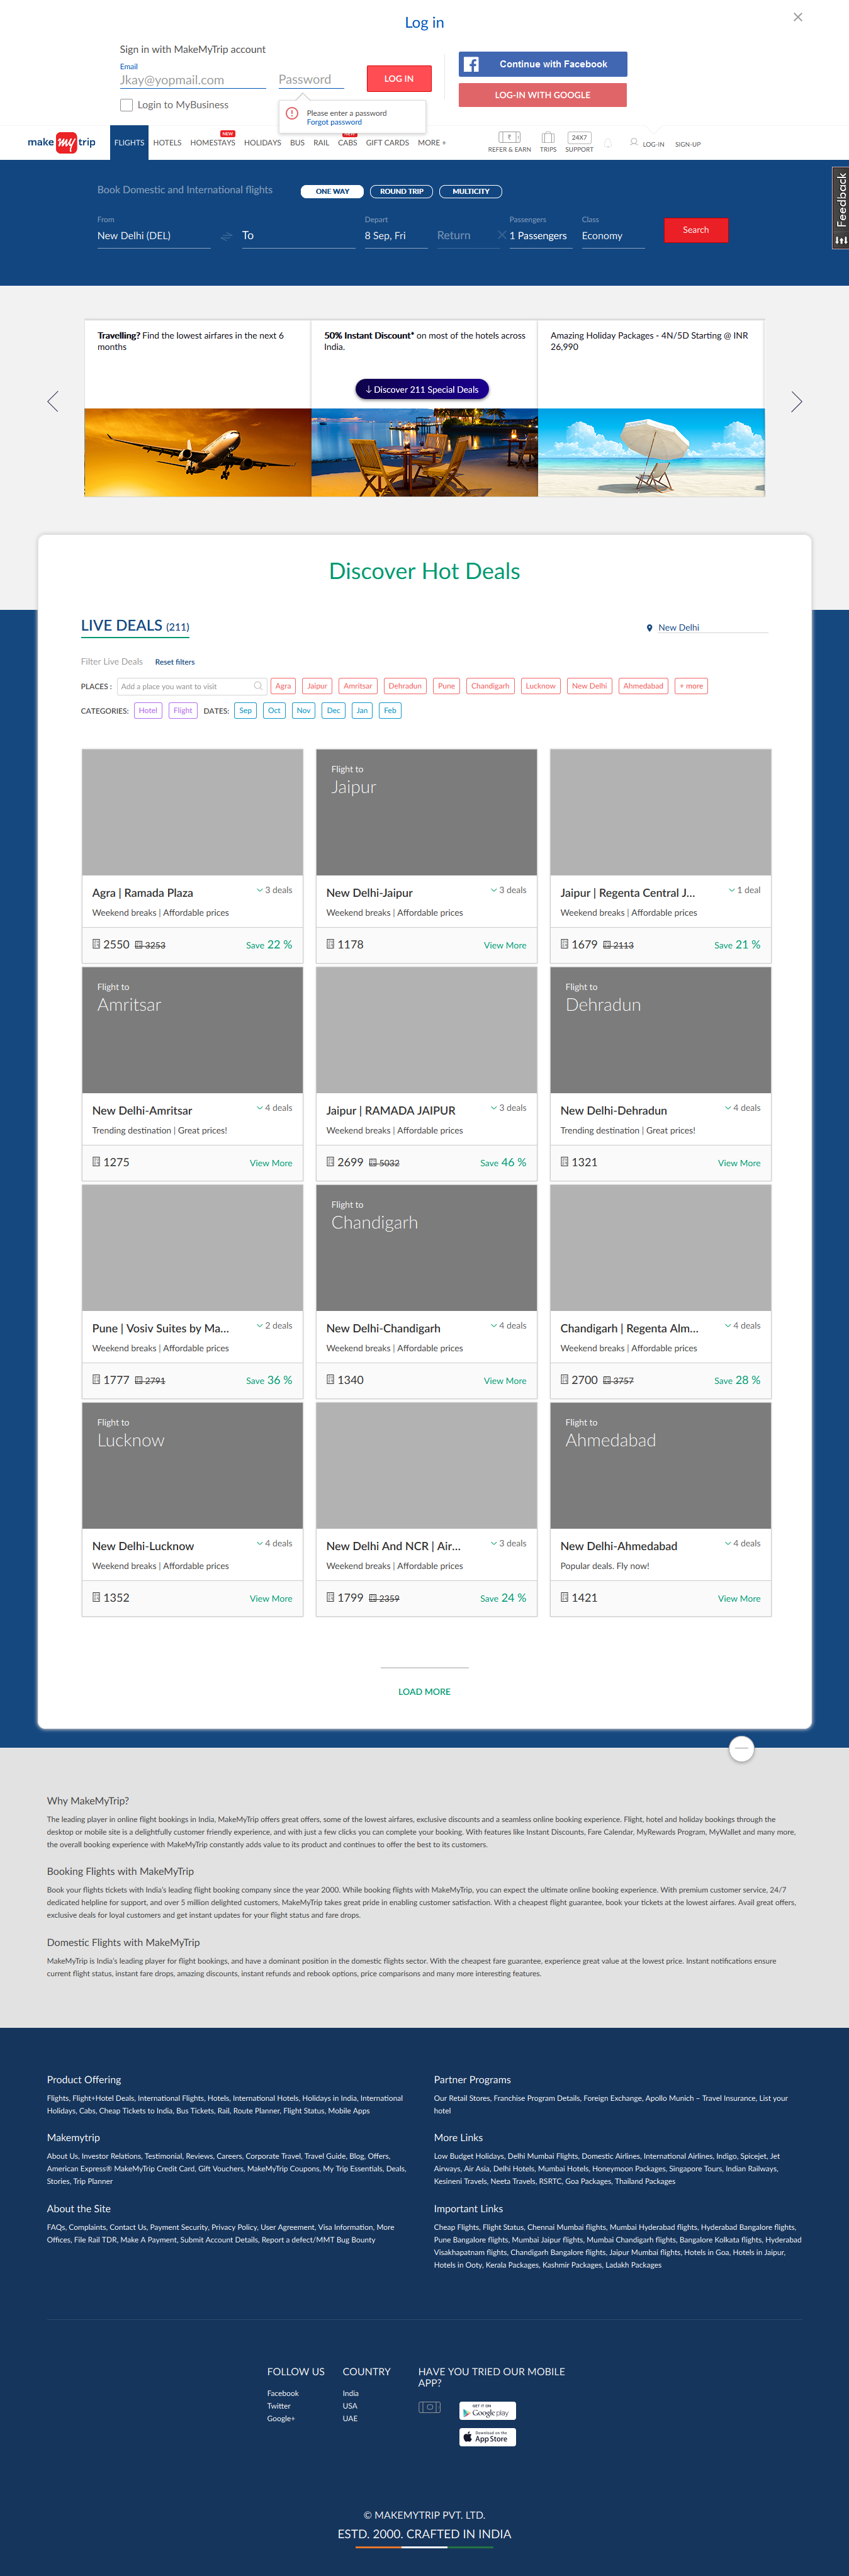 Log in
Sign in with MakeMyTrip account
Email
Jkay@yopmail.com
Password
LOG IN
Login to MyBusiness
Please enter a password
Forgot password
Continue with Facebook
LOG-IN WITH GOOGLE
make my trip
FLIGHTS HOTELS HOMESTAYS NEW HOLIDAYS BUS RAIL CABS GIFT CARDS MORE +
REFER & EARN TRIPS 24X7 SUPPORT LOG-IN SIGN-UP
Feedback
Book Domestic and International flights ONE WAY ROUND TRIP MULTICITY
From Depart Passengers Class
New Delhi (DEL) To 8 Sep, Fri Return 1 Passengers Economy Search
Travelling? Find the lowest airfares in the next 6
months
50% Instant Discount* on most of the hotels across
India.
Amazing Holiday Packages - 4N/5D Starting @ INR
26,990
Discover 211 Special Deals
Discover Hot Deals
LIVE DEALS (211)
New Delhi
Filter Live Deals Reset filters
PLACES : Add a place you want to visit Agra Jaipur Amritsar Dehradun Pune Chandigarh Lucknow New Delhi Ahmedabad + more
CATEGORIES: Hotel Flight DATES: Sep Oct Nov Dec Jan Feb
Agra | Ramada Plaza 3 deals
Weekend breaks | Affordable prices
2550 3253 Save 22 %
Flight to
Jaipur
New Delhi-Jaipur 3 deals
Weekend breaks | Affordable prices
1178 View More
Jaipur | Regenta Central J... 1 deal
Weekend breaks | Affordable prices
1679 2113 Save 21 %
Flight to
Amritsar
New Delhi-Amritsar 4 deals
Trending destination | Great prices!
1275 View More
Jaipur | RAMADA JAIPUR 3 deals
Weekend breaks | Affordable prices
2699 5032 Save 46 %
Flight to
Dehradun
New Delhi-Dehradun 4 deals
Trending destination | Great prices!
1321 View More
Pune | Vosiv Suites by Ma... 2 deals
Weekend breaks | Affordable prices
1777 2791 Save 36 %
Flight to
Chandigarh
New Delhi-Chandigarh 4 deals
Weekend breaks | Affordable prices
1340 View More
Chandigarh | Regenta Alm... 4 deals
Weekend breaks | Affordable prices
2700 3757 Save 28 %
Flight to
Lucknow
New Delhi-Lucknow 4 deals
Weekend breaks | Affordable prices
1352 View More
New Delhi And NCR | Air... 3 deals
Weekend breaks | Affordable prices
1799 2359 Save 24 %
Flight to
Ahmedabad
New Delhi-Ahmedabad 4 deals
Popular deals. Fly now!
1421 View More
LOAD MORE
Why MakeMyTrip?
The leading player in online flight bookings in India, MakeMyTrip offers great offers, some of the lowest airfares, exclusive discounts and a seamless online booking experience. Flight, hotel and holiday bookings through the
desktop or mobile site is a delightfully customer friendly experience, and with just a few clicks you can complete your booking. With features like Instant Discounts, Fare Calendar, MyRewards Program, MyWallet and many more,
the overall booking experience with MakeMyTrip constantly adds value to its product and continues to offer the best to its customers.
Booking Flights with MakeMyTrip
Book your flights tickets with India's leading flight booking company since the year 2000. While booking flights with MakeMyTrip, you can expect the ultimate online booking experience. With premium customer service, 24/7
dedicated helpline for support, and over 5 million delighted customers, MakeMyTrip takes great pride in enabling customer satisfaction. With a cheapest flight guarantee, book your tickets at the lowest airfares. Avail great offers,
exclusive deals for loyal customers and get instant updates for your flight status and fare drops.
Domestic Flights with MakeMyTrip
MakeMyTrip is India's leading player for flight bookings, and have a dominant position in the domestic flights sector. With the cheapest fare guarantee, experience great value at the lowest price. Instant notifications ensure
current flight status, instant fare drops, amazing discounts, instant refunds and rebook options, price comparisons and many more interesting features.
Product Offering
Flights, Flight+Hotel Deals, International Flights, Hotels, International Hotels, Holidays in India, International
Holidays, Cabs, Cheap Tickets to India, Bus Tickets, Rail, Route Planner, Flight Status, Mobile Apps
Makemytrip
About Us, Investor Relations, Testimonial, Reviews, Careers, Corporate Travel, Travel Guide, Blog, Offers,
American Express® MakeMyTrip Credit Card, Gift Vouchers, MakeMyTrip Coupons, My Trip Essentials, Deals,
Stories, Trip Planner
About the Site
FAQs, Complaints, Contact Us, Payment Security, Privacy Policy, User Agreement, Visa Information, More
Offices, File Rail TDR, Make A Payment, Submit Account Details, Report a defect/MMT Bug Bounty
Partner Programs
Our Retail Stores, Franchise Program Details, Foreign Exchange, Apollo Munich – Travel Insurance, List your
hotel
More Links
Low Budget Holidays, Delhi Mumbai Flights, Domestic Airlines, International Airlines, Indigo, Spicejet, Jet
Airways, Air Asia, Delhi Hotels, Mumbai Hotels, Honeymoon Packages, Singapore Tours, Indian Railways,
Kesineni Travels, Neeta Travels, RSRTC, Goa Packages, Thailand Packages
Important Links
Cheap Flights, Flight Status, Chennai Mumbai flights, Mumbai Hyderabad flights, Hyderabad Bangalore flights,
Pune Bangalore flights, Mumbai Jaipur flights, Mumbai Chandigarh flights, Bangalore Kolkata flights, Hyderabad
Visakhapatnam flights, Chandigarh Bangalore flights, Jaipur Mumbai flights, Hotels in Goa, Hotels in Jaipur,
Hotels in Ooty, Kerala Packages, Kashmir Packages, Ladakh Packages
FOLLOW US
Facebook
Twitter
Google+
COUNTRY
India
USA
UAE
HAVE YOU TRIED OUR MOBILE
APP?
GET IT ON
Google play
Download on the
App Store
© MAKEMYTRIP PVT. LTD.
ESTD. 2000. CRAFTED IN INDIA